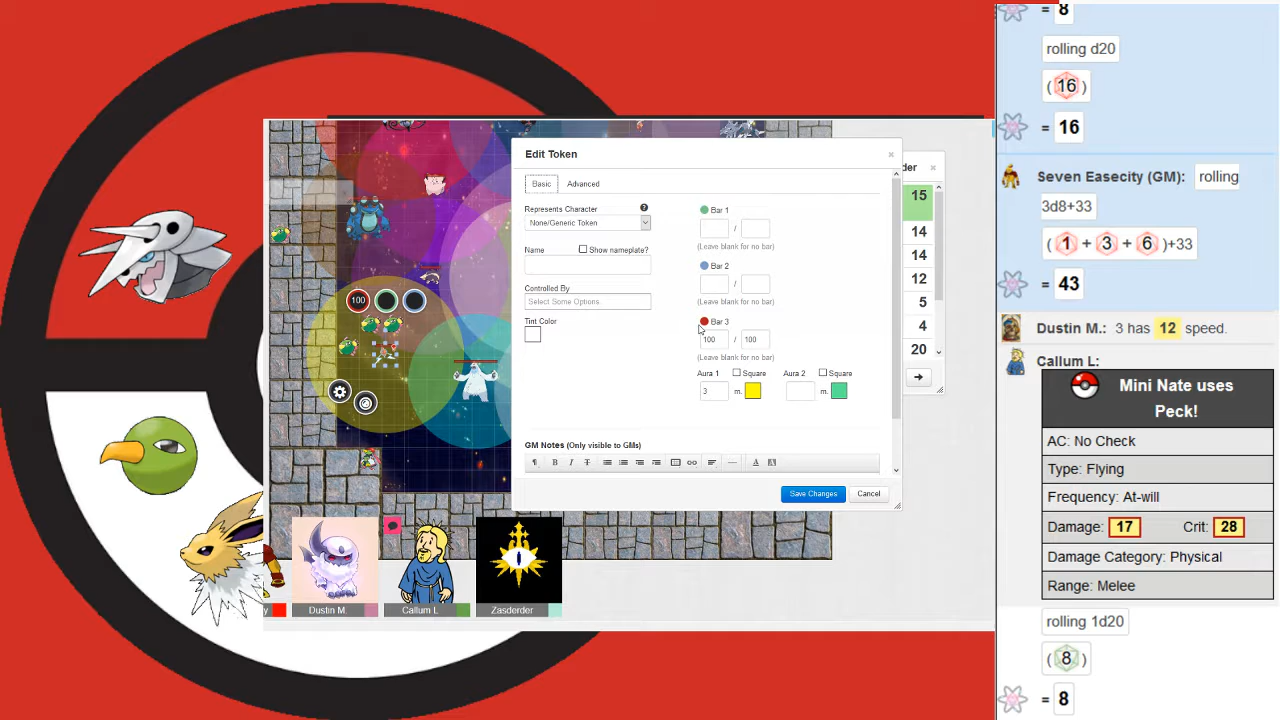 Edit Token
×
Basic
Advanced
Represents Character
None/Generic Token
Name
Show nameplate?
Controlled By
Select Some Options..
Tint Color
Bar 1
/
(Leave blank for no bar)
Bar 2
/
(Leave blank for no bar)
Bar 3
100 / 100
(Leave blank for no bar)
Aura 1 Square Aura 2 Square
3 m. m.
GM Notes (Only visible to GMs)
Save Changes
Cancel
100
der ×
15
14
14
12
5
4
20
Dustin M.
Callum L
Zasderder
= 8
rolling d20
(16)
= 16
Seven Easecity (GM): rolling
3d8+33
(1 + 3 + 6)+33
= 43
Dustin M.: 3 has 12 speed.
Callum L:
Mini Nate uses
Peck!
AC: No Check
Type: Flying
Frequency: At-will
Damage: 17 Crit: 28
Damage Category: Physical
Range: Melee
rolling 1d20
(8)
= 8